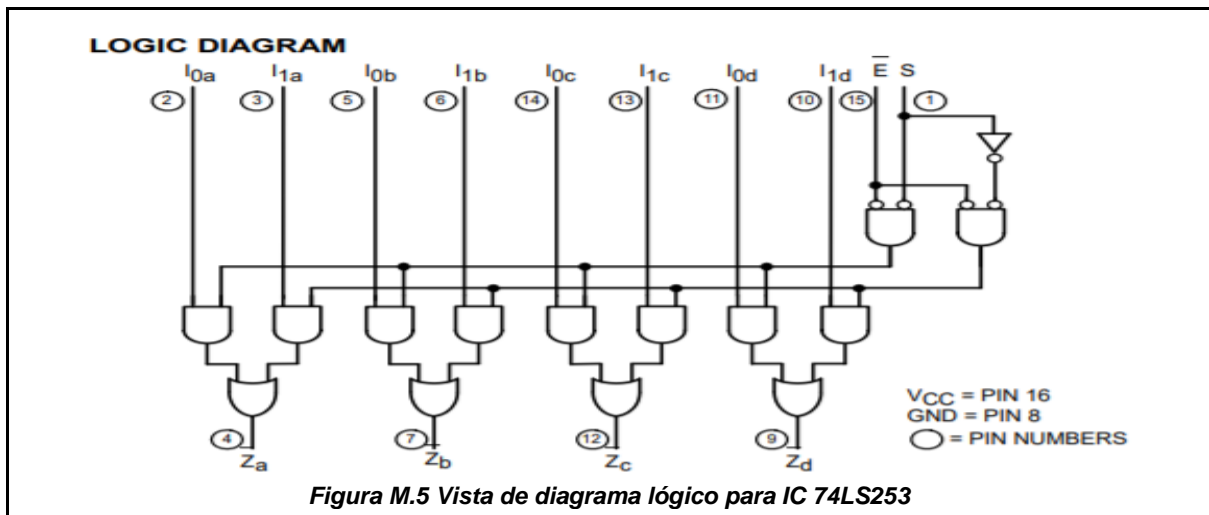 LOGIC DIAGRAM
I0a I1a I0b I1b I0c I1c I0d I1d E̅ S
2 3 5 6 14 13 11 10 15 1
VCC = PIN 16
GND = PIN 8
= PIN NUMBERS
4 7 12 9
Za Zb Zc Zd
Figura M.5 Vista de diagrama lógico para IC 74LS253